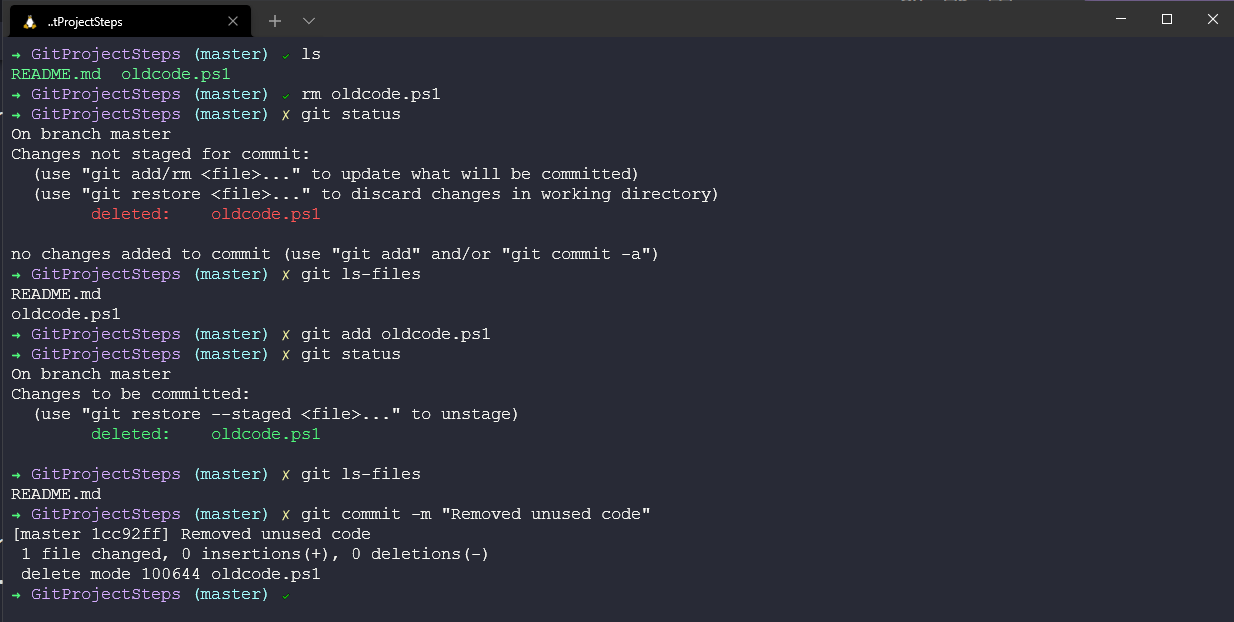 ..tProjectSteps
→ GitProjectSteps (master) ✓ ls
README.md  oldcode.ps1
→ GitProjectSteps (master) ✓ rm oldcode.ps1
→ GitProjectSteps (master) ✗ git status
On branch master
Changes not staged for commit:
  (use "git add/rm <file>..." to update what will be committed)
  (use "git restore <file>..." to discard changes in working directory)
        deleted:    oldcode.ps1

no changes added to commit (use "git add" and/or "git commit -a")
→ GitProjectSteps (master) ✗ git ls-files
README.md
oldcode.ps1
→ GitProjectSteps (master) ✗ git add oldcode.ps1
→ GitProjectSteps (master) ✗ git status
On branch master
Changes to be committed:
  (use "git restore --staged <file>..." to unstage)
        deleted:    oldcode.ps1

→ GitProjectSteps (master) ✗ git ls-files
README.md
→ GitProjectSteps (master) ✗ git commit -m "Removed unused code"
[master 1cc92ff] Removed unused code
 1 file changed, 0 insertions(+), 0 deletions(-)
 delete mode 100644 oldcode.ps1
→ GitProjectSteps (master) ✓